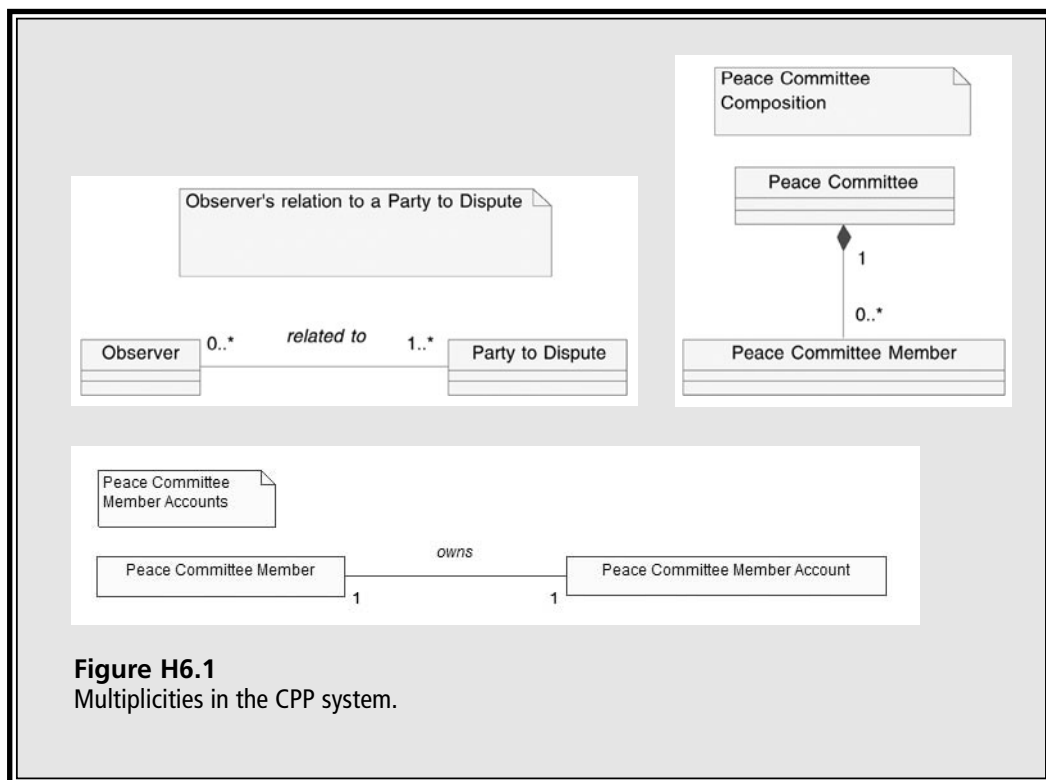 Observer's relation to a Party to Dispute
Observer
0..*
related to
1..*
Party to Dispute
Peace Committee
Composition
Peace Committee
1
0..*
Peace Committee Member
Peace Committee
Member Accounts
Peace Committee Member
1
owns
1
Peace Committee Member Account
Figure H6.1
Multiplicities in the CPP system.